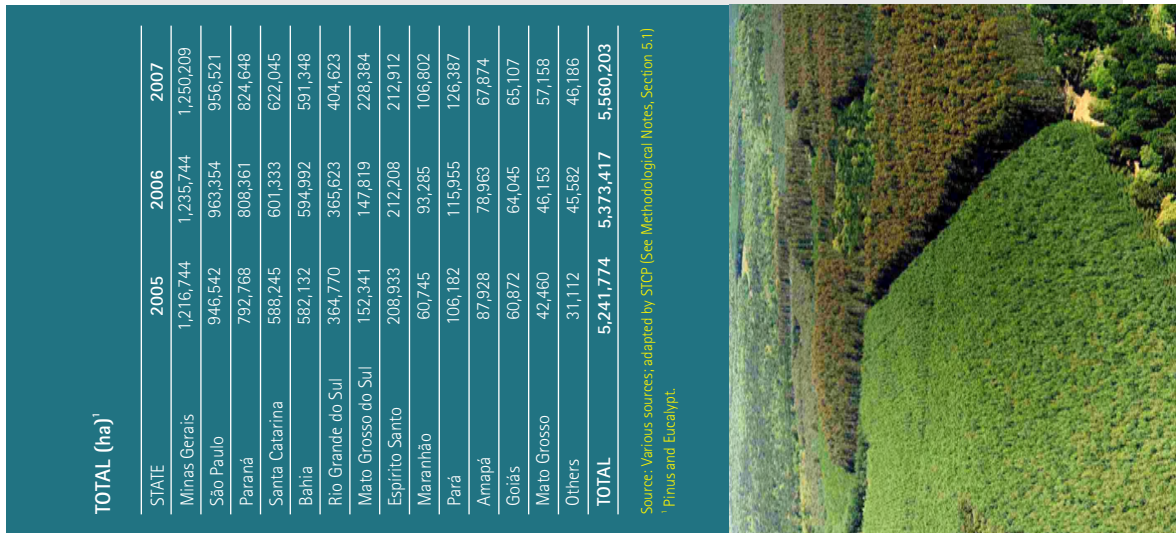 TOTAL (ha)¹
STATE 2005 2006 2007
Minas Gerais 1,216,744 1,235,744 1,250,209
São Paulo 946,542 963,354 956,521
Paraná 792,768 808,361 824,648
Santa Catarina 588,245 601,333 622,045
Bahia 582,132 594,992 591,348
Rio Grande do Sul 364,770 365,623 404,623
Mato Grosso do Sul 152,341 147,819 228,384
Espírito Santo 208,933 212,208 212,912
Maranhão 60,745 93,285 106,802
Pará 106,182 115,955 126,387
Amapá 87,928 78,963 67,874
Goiás 60,872 64,045 65,107
Mato Grosso 42,460 46,153 57,158
Others 31,112 45,582 46,186
TOTAL 5,241,774 5,373,417 5,560,203
Source: Various sources; adapted by STCP (See Methodological Notes, Section 5.1)
¹ Pinus and Eucalypt.